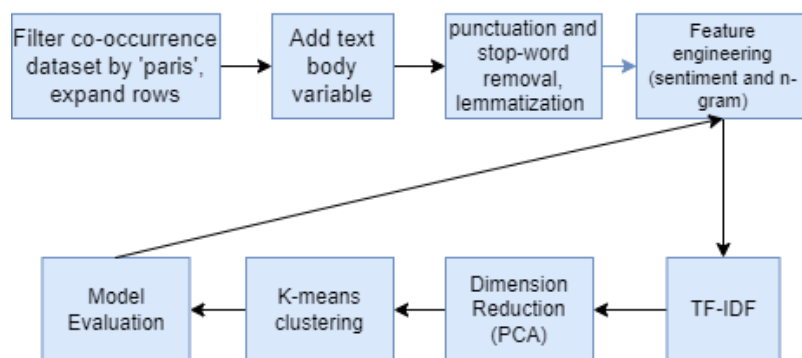 Filter co-occurrence
dataset by 'paris',
expand rows
Add text
body
variable
punctuation and
stop-word
removal,
lemmatization
Feature
engineering
(sentiment and n-
gram)
Model
Evaluation
K-means
clustering
Dimension
Reduction
(PCA)
TF-IDF